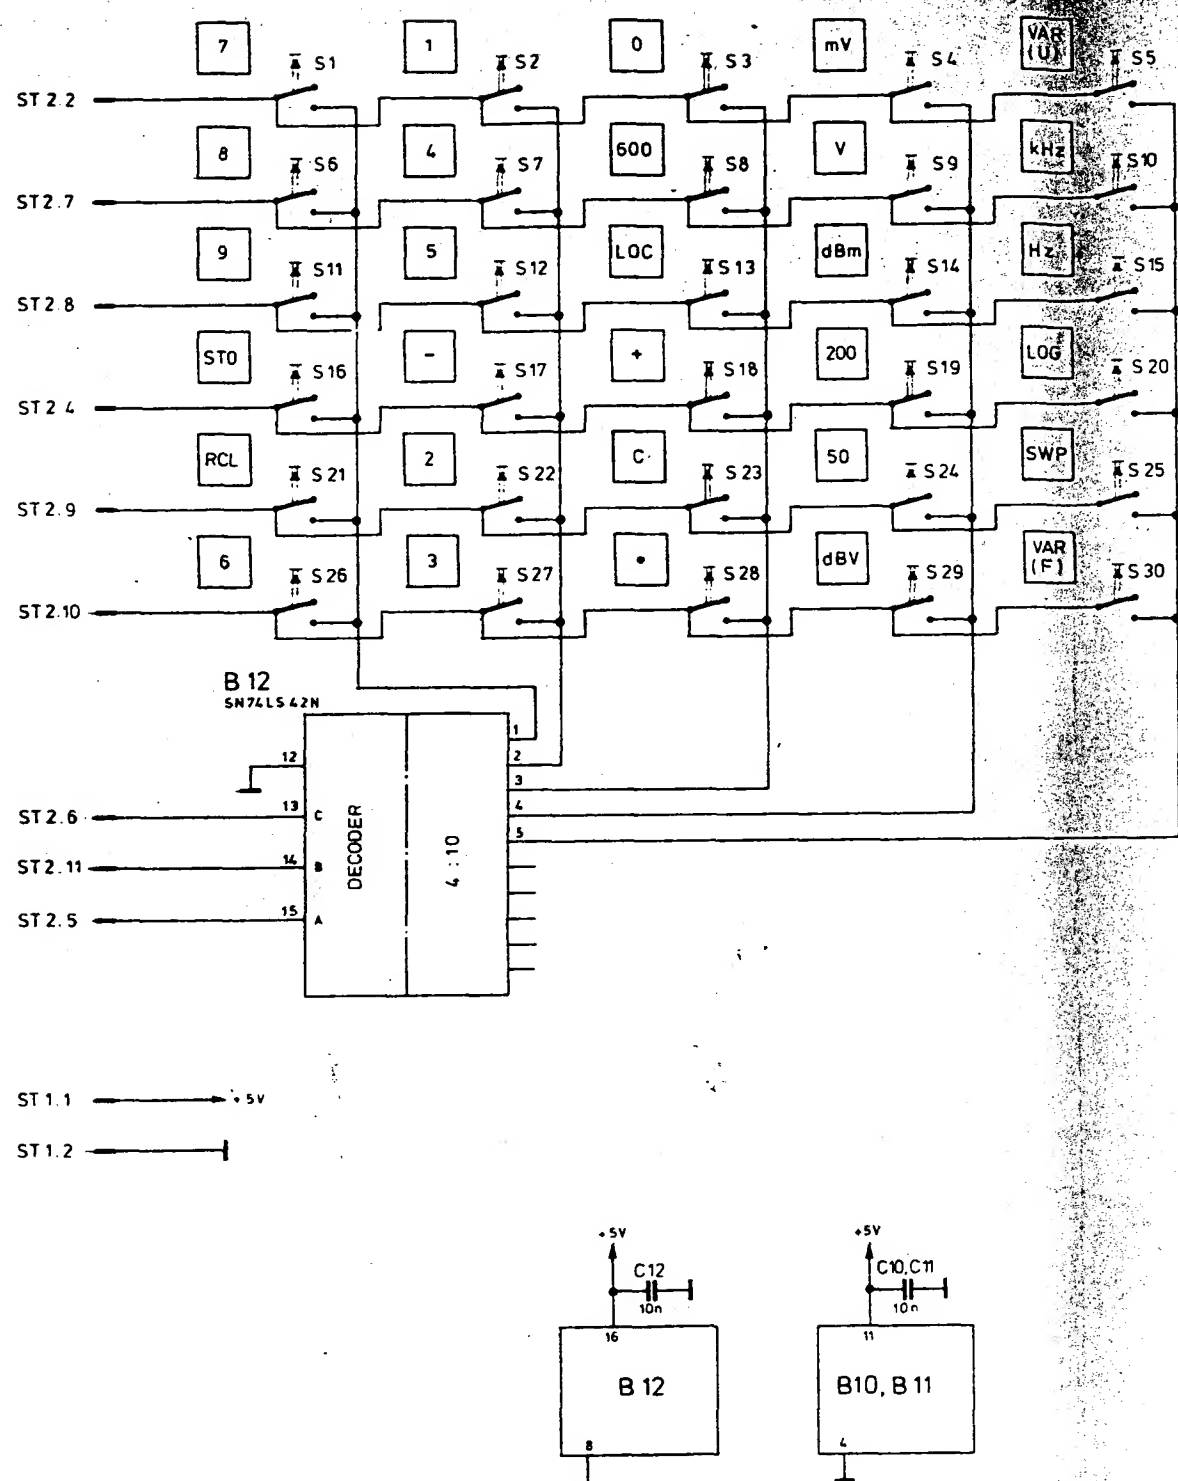 7 1 0 mV VAR (U)
S1 S2 S3 S4 S5
ST 2.2
8 4 600 V kHz
S6 S7 S8 S9 S10
ST 2.7
9 5 LOC dBm Hz
S11 S12 S13 S14 S15
ST 2.8
STO - + 200 LOG
S16 S17 S18 S19 S20
ST 2.4
RCL 2 C 50 SWP
S21 S22 S23 S24 S25
ST 2.9
6 3 • dBV VAR (F)
S26 S27 S28 S29 S30
ST 2.10
B 12
SN74LS42N
1
12 2
3
ST 2.6 13 C 4
5
DECODER 4 : 10
ST 2.11 14 B
ST 2.5 15 A
ST 1.1 + 5V
ST 1.2
+5V +5V
C12 C10, C11
10n 10n
16 11
B 12 B10, B 11
8 4